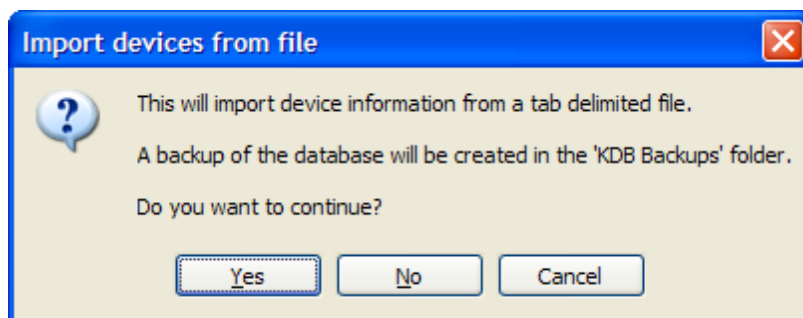 Import devices from file
This will import device information from a tab delimited file.
A backup of the database will be created in the 'KDB Backups' folder.
Do you want to continue?
Yes No Cancel